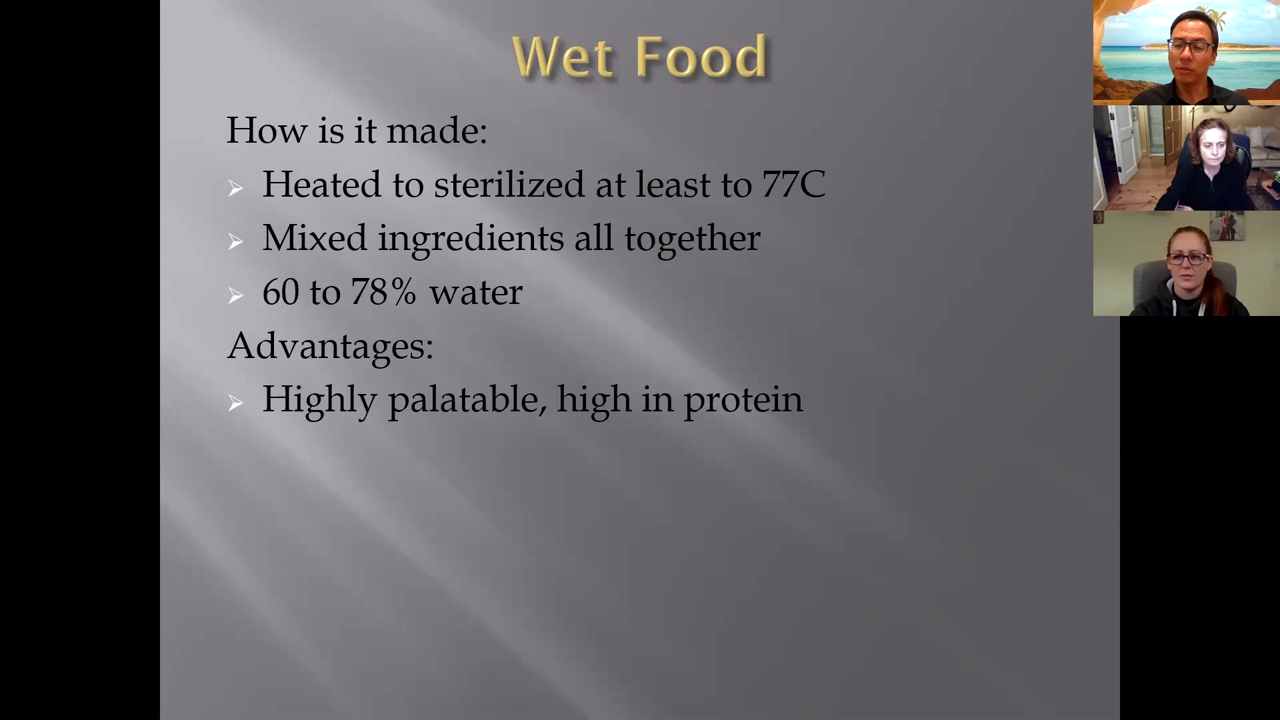 Wet Food
How is it made:
Heated to sterilized at least to 77C
Mixed ingredients all together
60 to 78% water
Advantages:
Highly palatable, high in protein